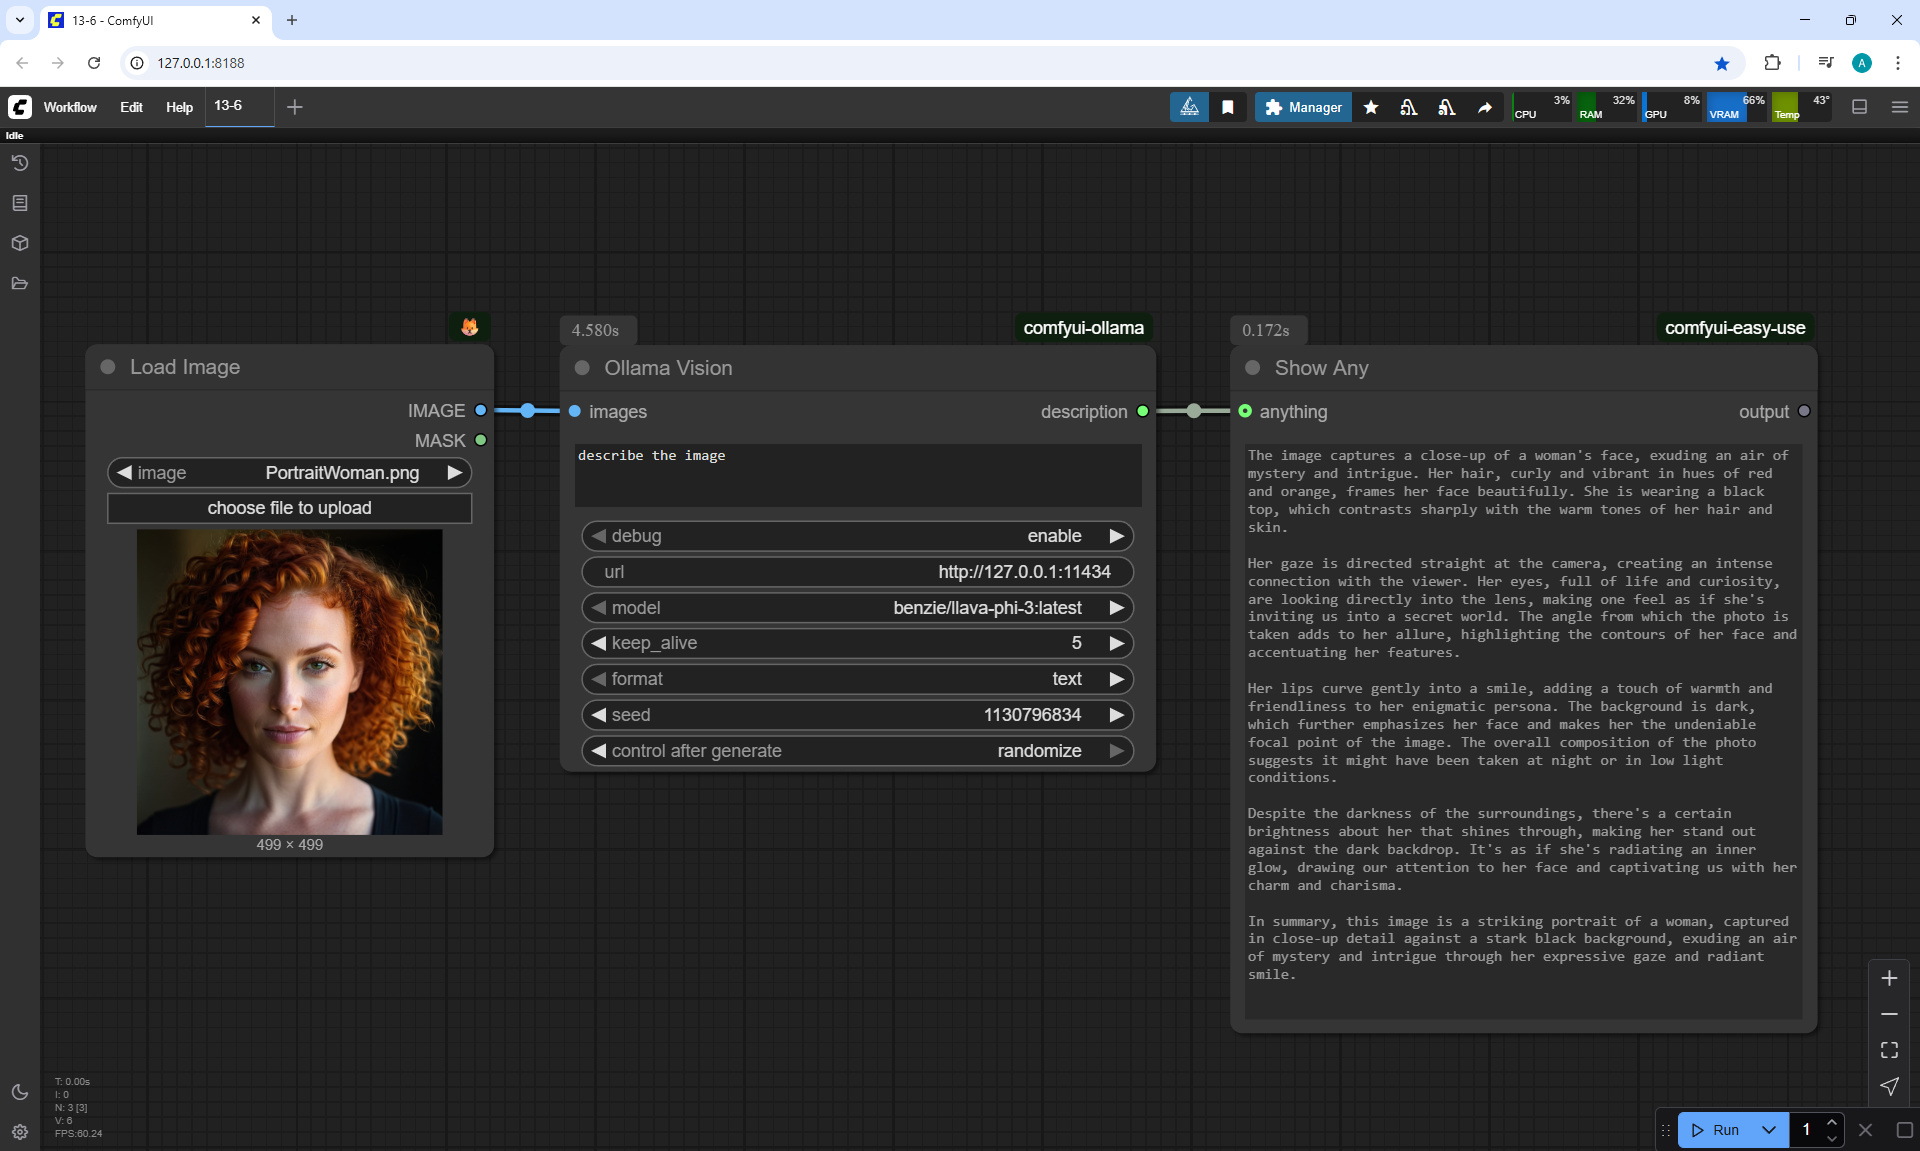 13-6 - ComfyUI
127.0.0.1:8188
A
Workflow
Edit
Help
13-6
Manager
CPU 3%
RAM 32%
GPU 8%
VRAM 66%
Temp 43°
Idle
4.580s
comfyui-ollama
0.172s
comfyui-easy-use
Load Image
IMAGE
MASK
image PortraitWoman.png
choose file to upload
499 × 499
Ollama Vision
images
description
describe the image
debug enable
url http://127.0.0.1:11434
model benzie/llava-phi-3:latest
keep_alive 5
format text
seed 1130796834
control after generate randomize
Show Any
anything
output
The image captures a close-up of a woman's face, exuding an air of
mystery and intrigue. Her hair, curly and vibrant in hues of red
and orange, frames her face beautifully. She is wearing a black
top, which contrasts sharply with the warm tones of her hair and
skin.
Her gaze is directed straight at the camera, creating an intense
connection with the viewer. Her eyes, full of life and curiosity,
are looking directly into the lens, making one feel as if she's
inviting us into a secret world. The angle from which the photo is
taken adds to her allure, highlighting the contours of her face and
accentuating her features.
Her lips curve gently into a smile, adding a touch of warmth and
friendliness to her enigmatic persona. The background is dark,
which further emphasizes her face and makes her the undeniable
focal point of the image. The overall composition of the photo
suggests it might have been taken at night or in low light
conditions.
Despite the darkness of the surroundings, there's a certain
brightness about her that shines through, making her stand out
against the dark backdrop. It's as if she's radiating an inner
glow, drawing our attention to her face and captivating us with her
charm and charisma.
In summary, this image is a striking portrait of a woman, captured
in close-up detail against a stark black background, exuding an air
of mystery and intrigue through her expressive gaze and radiant
smile.
T: 0.00s
I: 0
N: 3 [3]
V: 6
FPS:60.24
Run
1